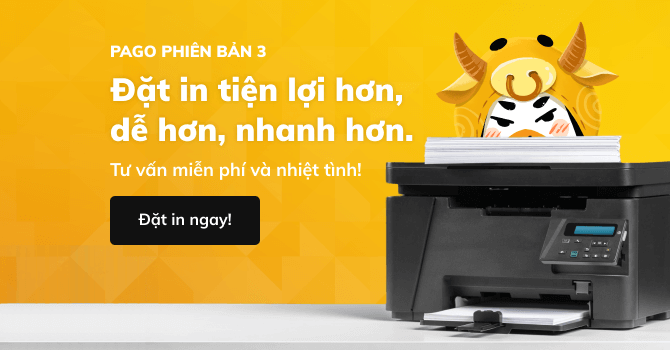 PAGO PHIÊN BẢN 3
Đặt in tiện lợi hơn,
dễ hơn, nhanh hơn.
Tư vấn miễn phí và nhiệt tình!
Đặt in ngay!